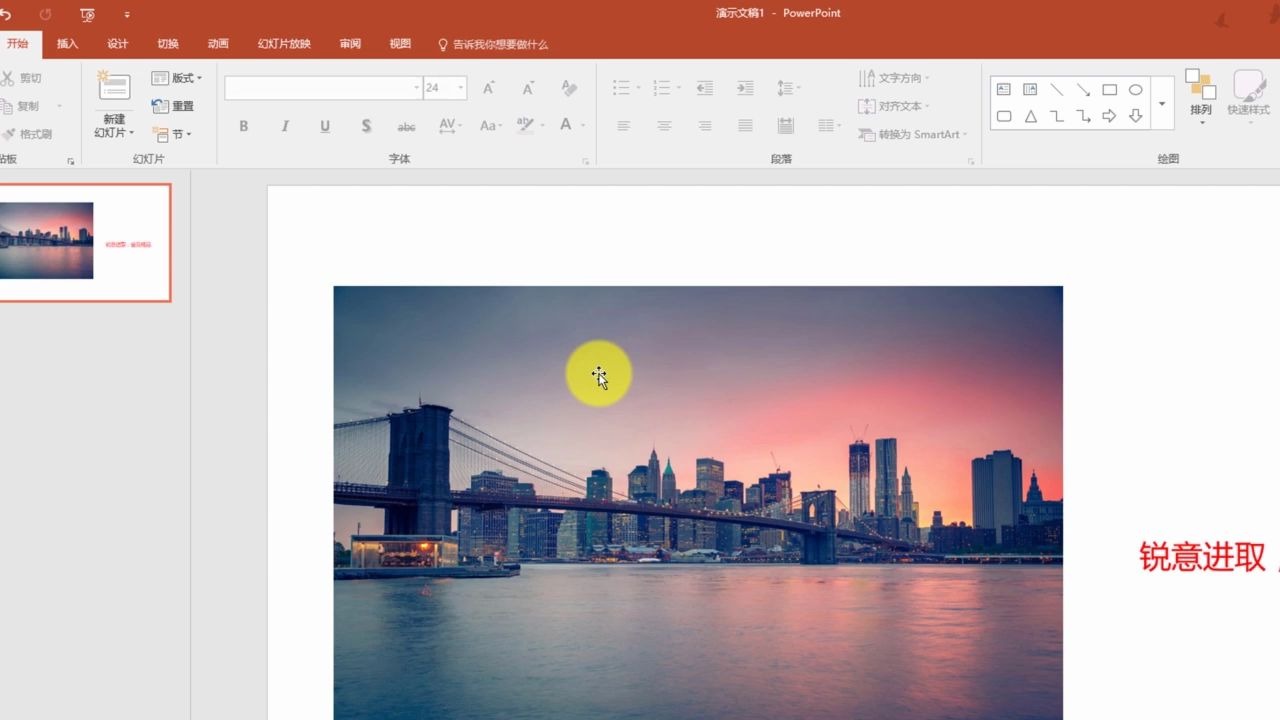 演示文稿1 - PowerPoint
开始 插入 设计 切换 动画 幻灯片放映 审阅 视图 告诉我你想要做什么
剪切
复制
格式刷
贴板
新建
幻灯片
版式
重置
节
幻灯片
24
B I U S abc AV Aa A
字体
文字方向
对齐文本
转换为 SmartArt
段落
排列
快速样式
绘图
锐意进取